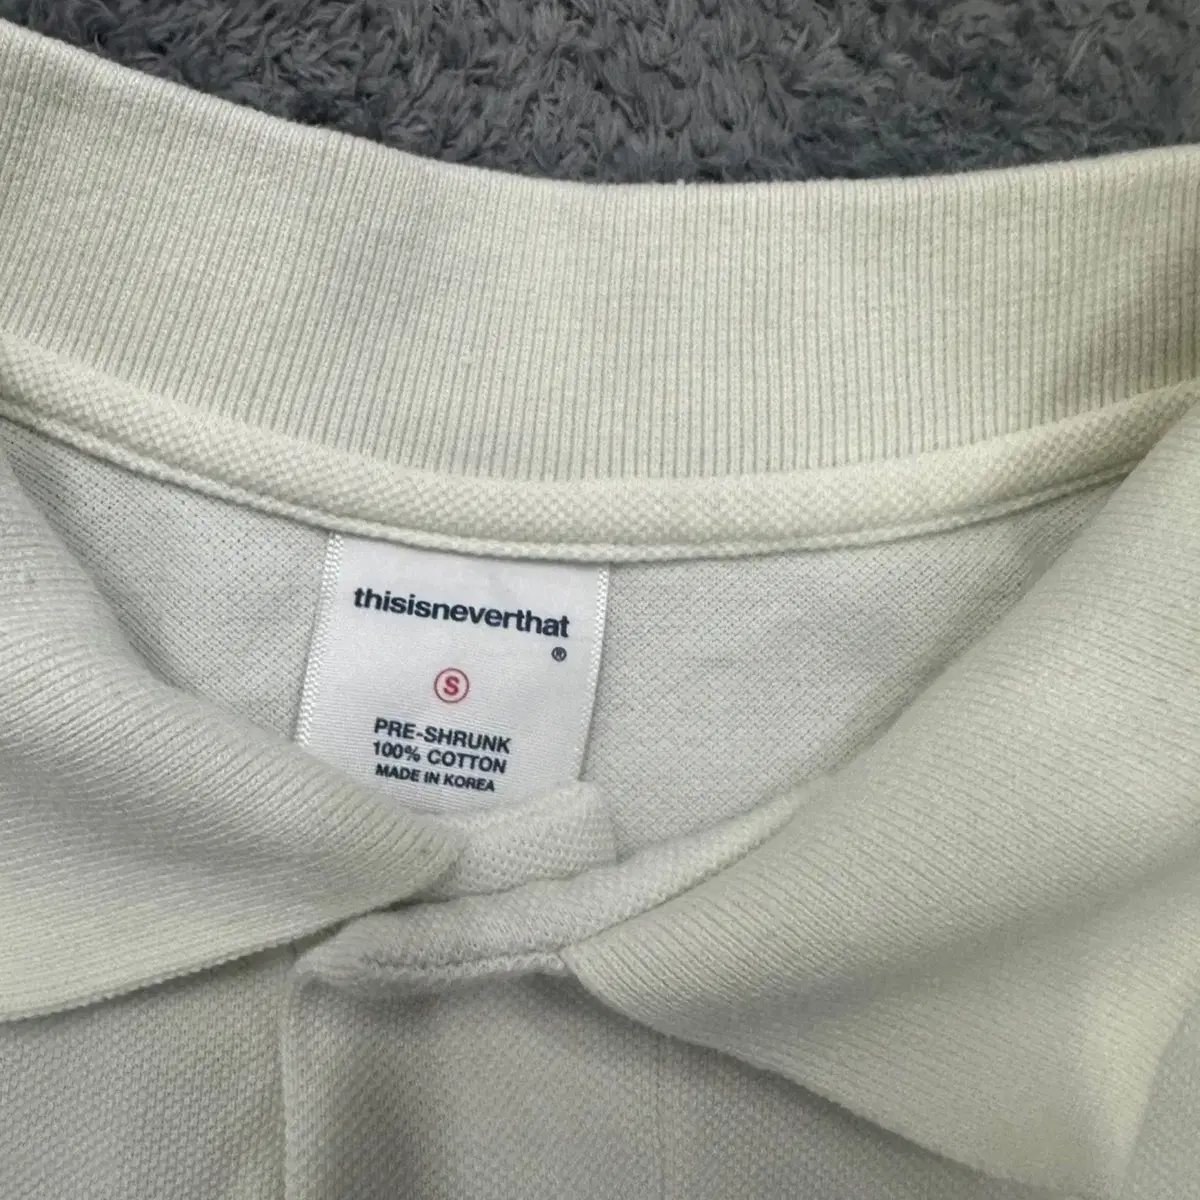 thisisneverthat
®
S
PRE-SHRUNK
100% COTTON
MADE IN KOREA